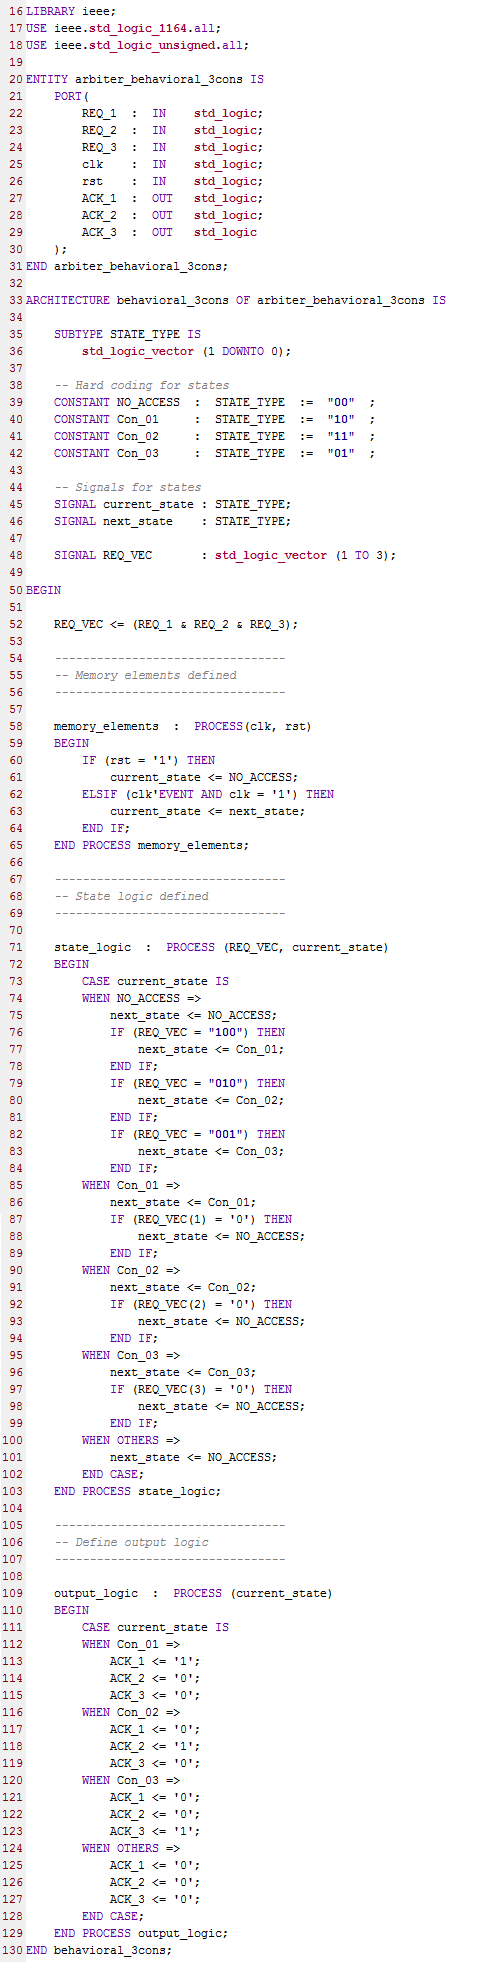 16 LIBRARY ieee;
17 USE ieee.std_logic_1164.all;
18 USE ieee.std_logic_unsigned.all;
19
20 ENTITY arbiter_behavioral_3cons IS
21     PORT(
22         REQ_1  :  IN    std_logic;
23         REQ_2  :  IN    std_logic;
24         REQ_3  :  IN    std_logic;
25         clk    :  IN    std_logic;
26         rst    :  IN    std_logic;
27         ACK_1  :  OUT   std_logic;
28         ACK_2  :  OUT   std_logic;
29         ACK_3  :  OUT   std_logic
30     );
31 END arbiter_behavioral_3cons;
32
33 ARCHITECTURE behavioral_3cons OF arbiter_behavioral_3cons IS
34
35     SUBTYPE STATE_TYPE IS
36         std_logic_vector (1 DOWNTO 0);
37
38     -- Hard coding for states
39     CONSTANT NO_ACCESS  :  STATE_TYPE  :=  "00"  ;
40     CONSTANT Con_01     :  STATE_TYPE  :=  "10"  ;
41     CONSTANT Con_02     :  STATE_TYPE  :=  "11"  ;
42     CONSTANT Con_03     :  STATE_TYPE  :=  "01"  ;
43
44     -- Signals for states
45     SIGNAL current_state : STATE_TYPE;
46     SIGNAL next_state    : STATE_TYPE;
47
48     SIGNAL REQ_VEC       : std_logic_vector (1 TO 3);
49
50 BEGIN
51
52     REQ_VEC <= (REQ_1 & REQ_2 & REQ_3);
53
54     ---------------------------------
55     -- Memory elements defined
56     ---------------------------------
57
58     memory_elements  :  PROCESS(clk, rst)
59     BEGIN
60         IF (rst = '1') THEN
61             current_state <= NO_ACCESS;
62         ELSIF (clk'EVENT AND clk = '1') THEN
63             current_state <= next_state;
64         END IF;
65     END PROCESS memory_elements;
66
67     ---------------------------------
68     -- State logic defined
69     ---------------------------------
70
71     state_logic  :  PROCESS (REQ_VEC, current_state)
72     BEGIN
73         CASE current_state IS
74         WHEN NO_ACCESS =>
75             next_state <= NO_ACCESS;
76             IF (REQ_VEC = "100") THEN
77                 next_state <= Con_01;
78             END IF;
79             IF (REQ_VEC = "010") THEN
80                 next_state <= Con_02;
81             END IF;
82             IF (REQ_VEC = "001") THEN
83                 next_state <= Con_03;
84             END IF;
85         WHEN Con_01 =>
86             next_state <= Con_01;
87             IF (REQ_VEC(1) = '0') THEN
88                 next_state <= NO_ACCESS;
89             END IF;
90         WHEN Con_02 =>
91             next_state <= Con_02;
92             IF (REQ_VEC(2) = '0') THEN
93                 next_state <= NO_ACCESS;
94             END IF;
95         WHEN Con_03 =>
96             next_state <= Con_03;
97             IF (REQ_VEC(3) = '0') THEN
98                 next_state <= NO_ACCESS;
99             END IF;
100         WHEN OTHERS =>
101             next_state <= NO_ACCESS;
102         END CASE;
103     END PROCESS state_logic;
104
105     ---------------------------------
106     -- Define output logic
107     ---------------------------------
108
109     output_logic  :  PROCESS (current_state)
110     BEGIN
111         CASE current_state IS
112         WHEN Con_01 =>
113             ACK_1 <= '1';
114             ACK_2 <= '0';
115             ACK_3 <= '0';
116         WHEN Con_02 =>
117             ACK_1 <= '0';
118             ACK_2 <= '1';
119             ACK_3 <= '0';
120         WHEN Con_03 =>
121             ACK_1 <= '0';
122             ACK_2 <= '0';
123             ACK_3 <= '1';
124         WHEN OTHERS =>
125             ACK_1 <= '0';
126             ACK_2 <= '0';
127             ACK_3 <= '0';
128         END CASE;
129     END PROCESS output_logic;
130 END behavioral_3cons;